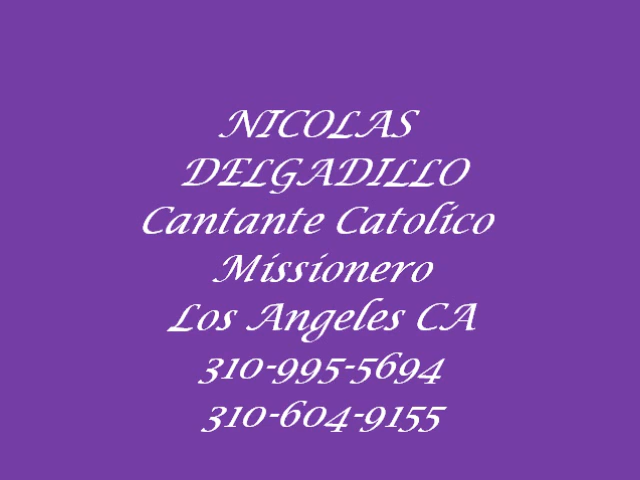 NICOLAS
DELGADILLO
Cantante Catolico
Missionero
Los Angeles CA
310-995-5694
310-604-9155